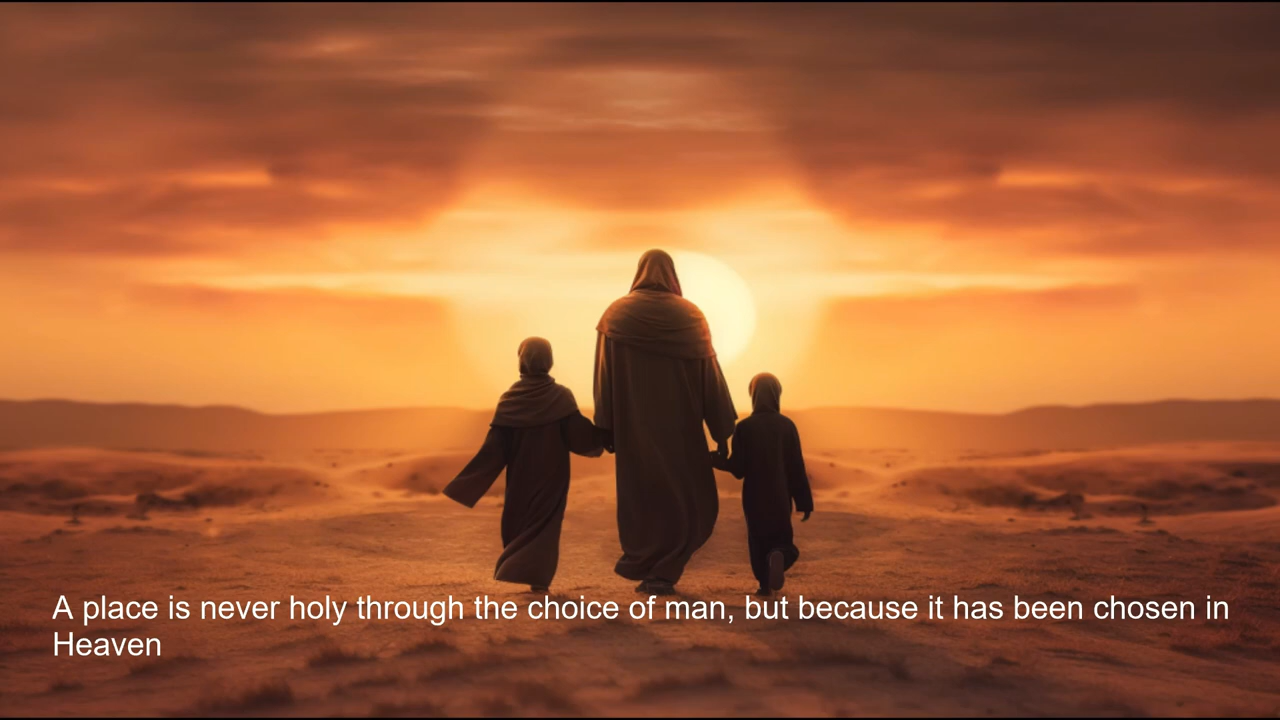 A place is never holy through the choice of man, but because it has been chosen in
Heaven